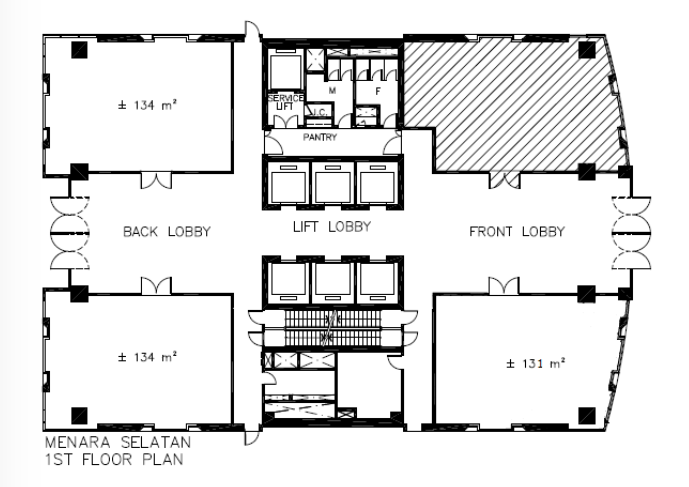 ± 134 m²
SERVICE
LIFT
M
F
J.C.
PANTRY
BACK LOBBY
LIFT LOBBY
FRONT LOBBY
± 134 m²
± 131 m²
MENARA SELATAN
1ST FLOOR PLAN